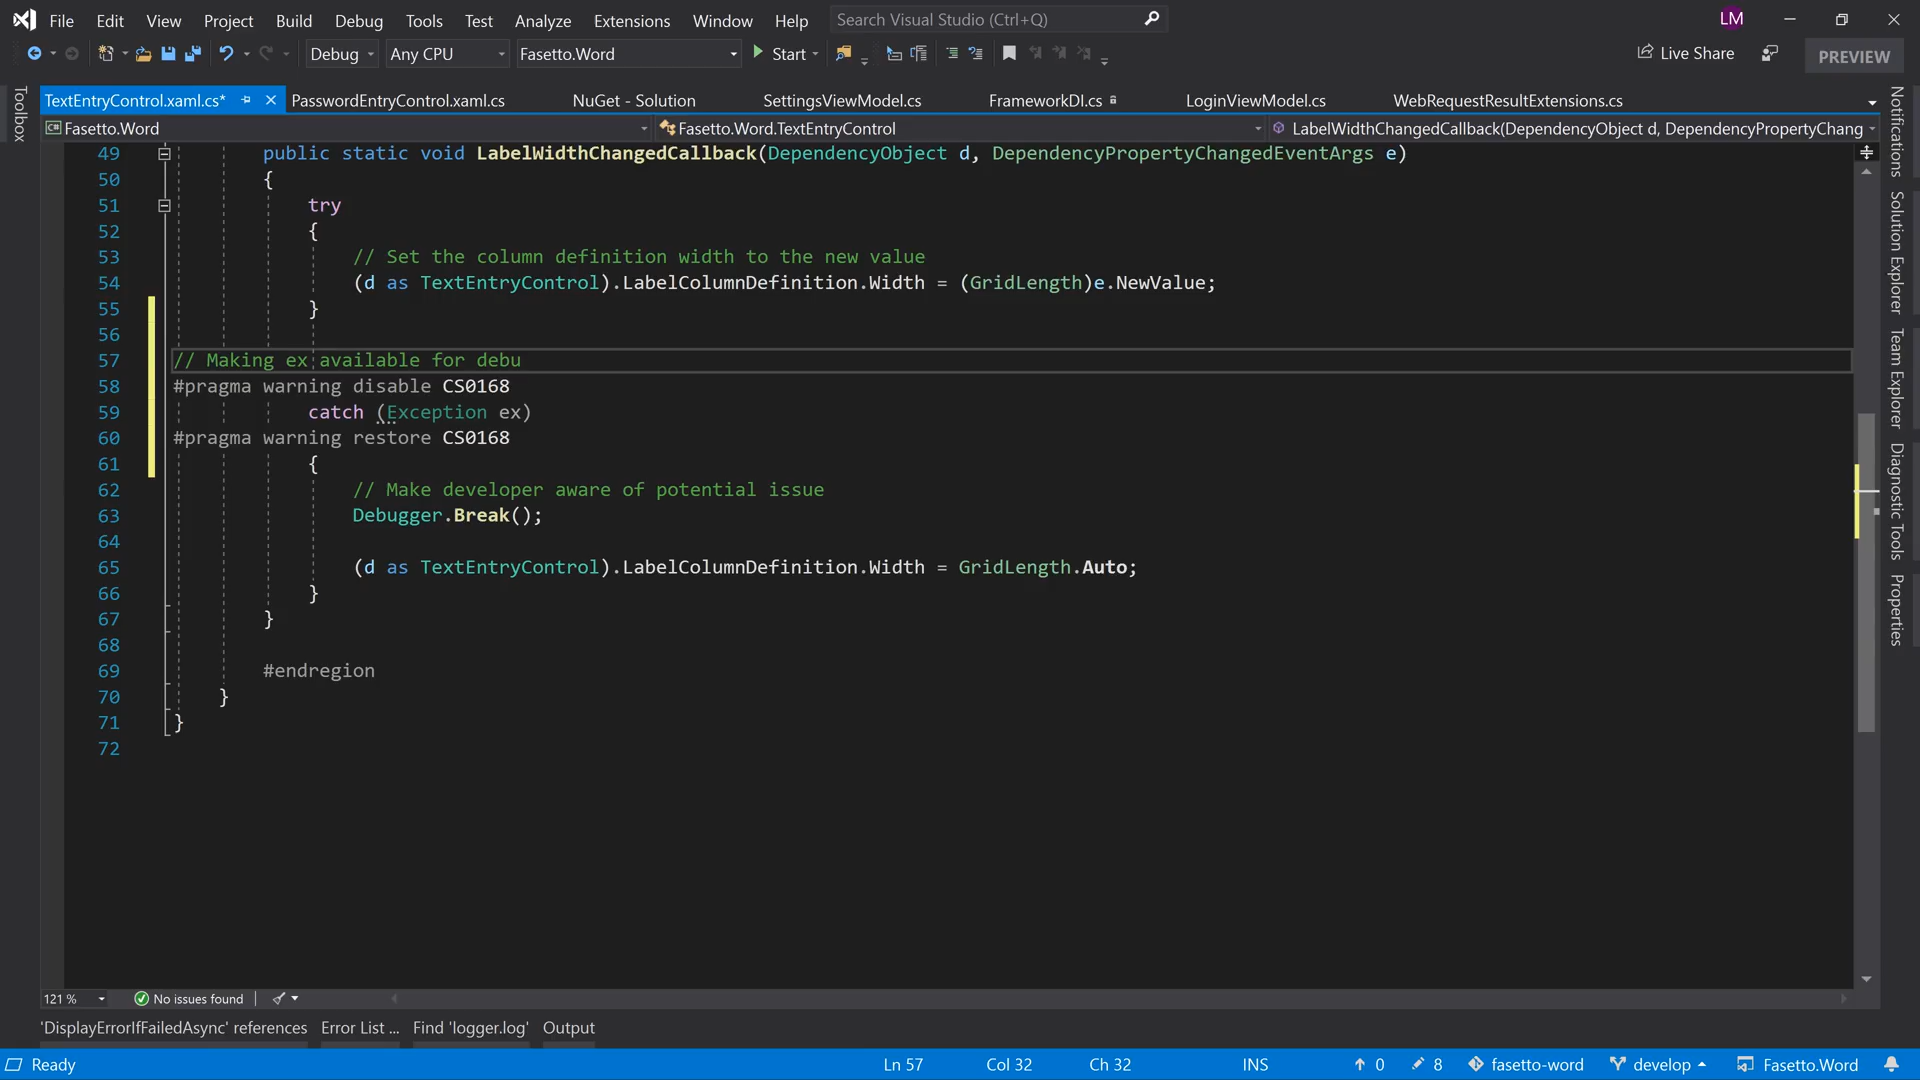 File Edit View Project Build Debug Tools Test Analyze Extensions Window Help Search Visual Studio (Ctrl+Q) LM
Debug Any CPU Fasetto.Word Start Live Share PREVIEW
TextEntryControl.xaml.cs* PasswordEntryControl.xaml.cs NuGet - Solution SettingsViewModel.cs FrameworkDI.cs LoginViewModel.cs WebRequestResultExtensions.cs
Fasetto.Word Fasetto.Word.TextEntryControl LabelWidthChangedCallback(DependencyObject d, DependencyPropertyChang
Toolbox
49 public static void LabelWidthChangedCallback(DependencyObject d, DependencyPropertyChangedEventArgs e)
50 {
51 try
52 {
53 // Set the column definition width to the new value
54 (d as TextEntryControl).LabelColumnDefinition.Width = (GridLength)e.NewValue;
55 }
56
57 // Making ex available for debu
58 #pragma warning disable CS0168
59 catch (Exception ex)
60 #pragma warning restore CS0168
61 {
62 // Make developer aware of potential issue
63 Debugger.Break();
64
65 (d as TextEntryControl).LabelColumnDefinition.Width = GridLength.Auto;
66 }
67 }
68
69 #endregion
70 }
71 }
72
Notifications
Solution Explorer
Team Explorer
Diagnostic Tools
Properties
121 % No issues found
'DisplayErrorIfFailedAsync' references Error List ... Find 'logger.log' Output
Ready Ln 57 Col 32 Ch 32 INS 0 8 fasetto-word develop Fasetto.Word